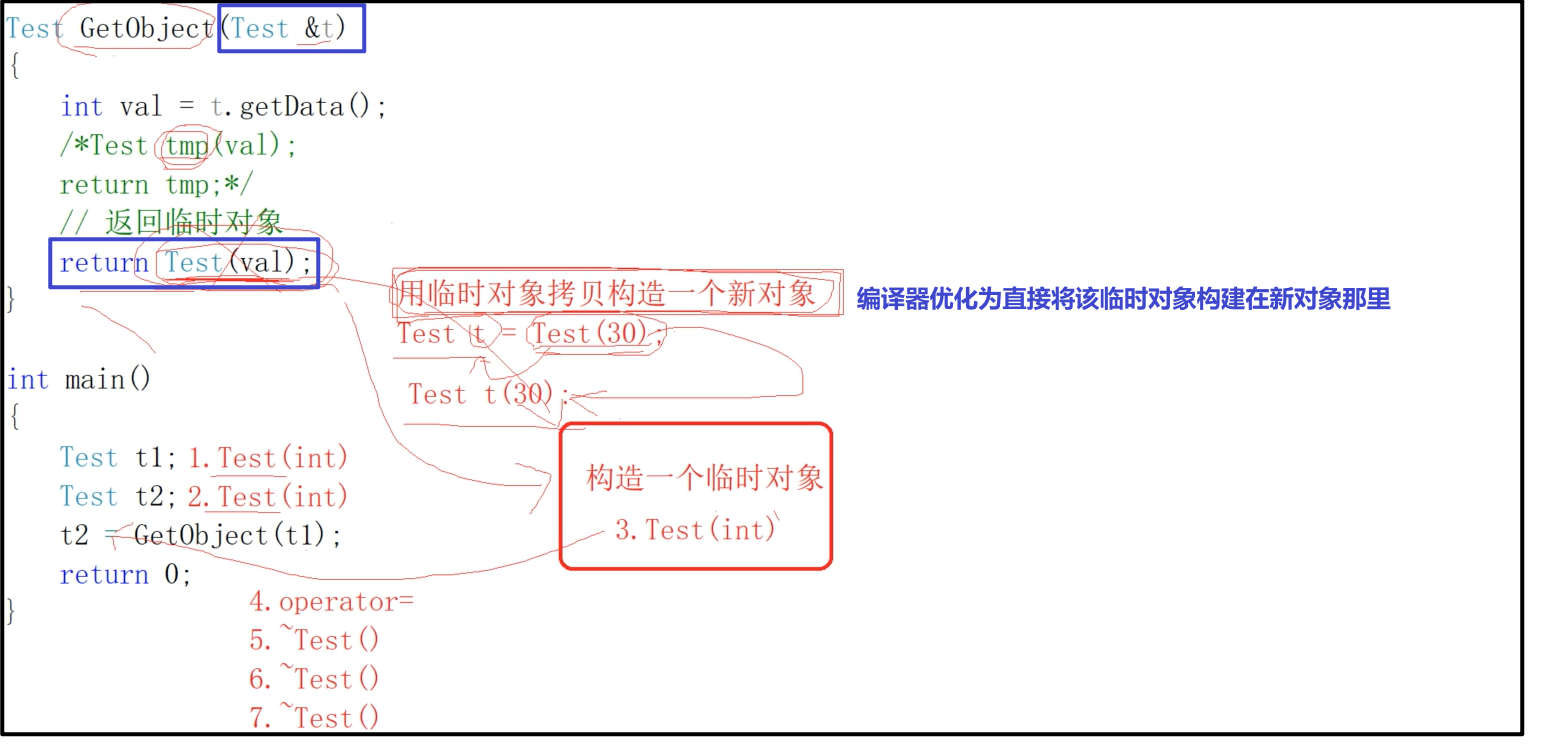 Test GetObject(Test &t)
{
int val = t.getData();
/*Test tmp(val);
return tmp;*/
// 返回临时对象
return Test(val);
}
用临时对象拷贝构造一个新对象 编译器优化为直接将该临时对象构建在新对象那里
Test t = Test(30);
Test t(30);
int main()
{
Test t1; 1.Test(int)
Test t2; 2.Test(int)
t2 = GetObject(t1);
return 0;
}
构造一个临时对象
3.Test(int)
4.operator=
5.~Test()
6.~Test()
7.~Test()